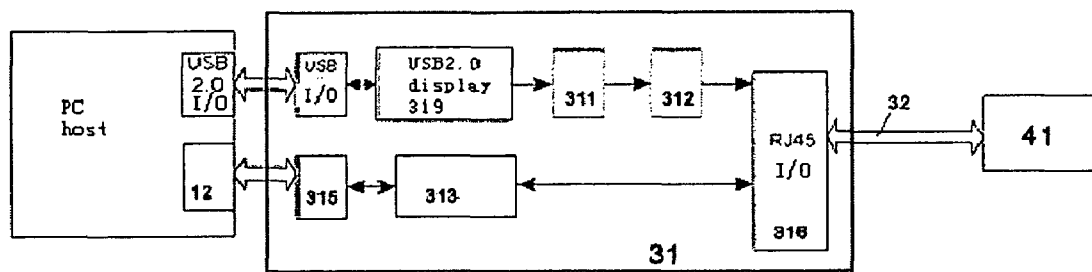 PC
host
USB
2.0
I/O
12
USB
I/O
315
USB2.0
display
319
313
311
312
RJ45
I/O
316
31
32
41